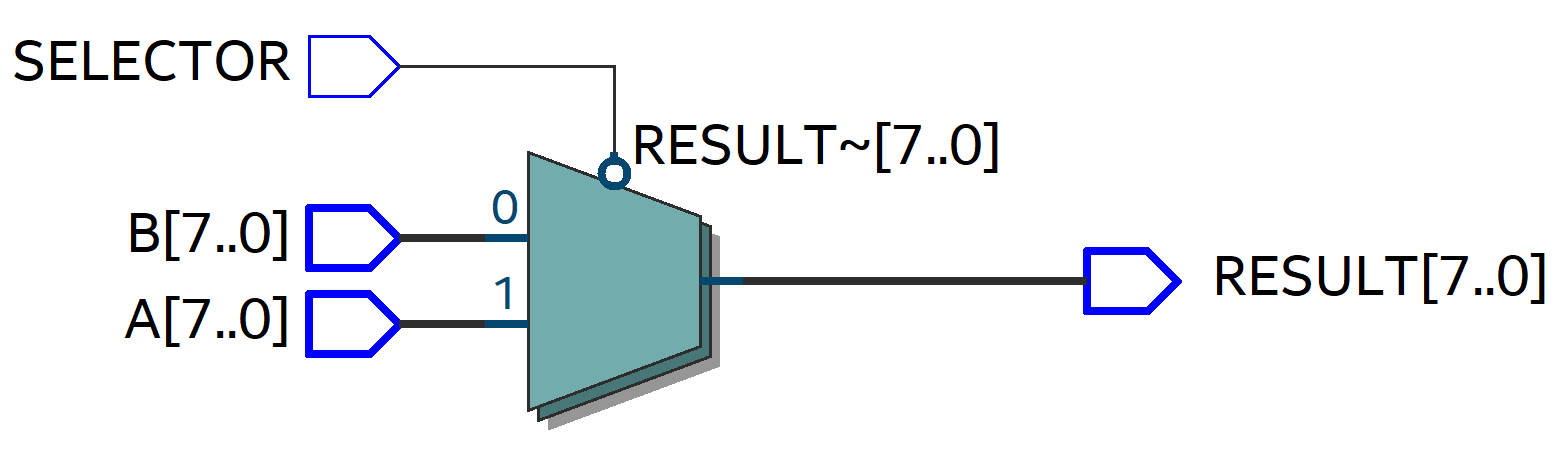 SELECTOR
RESULT~[7..0]
0
B[7..0]
RESULT[7..0]
1
A[7..0]